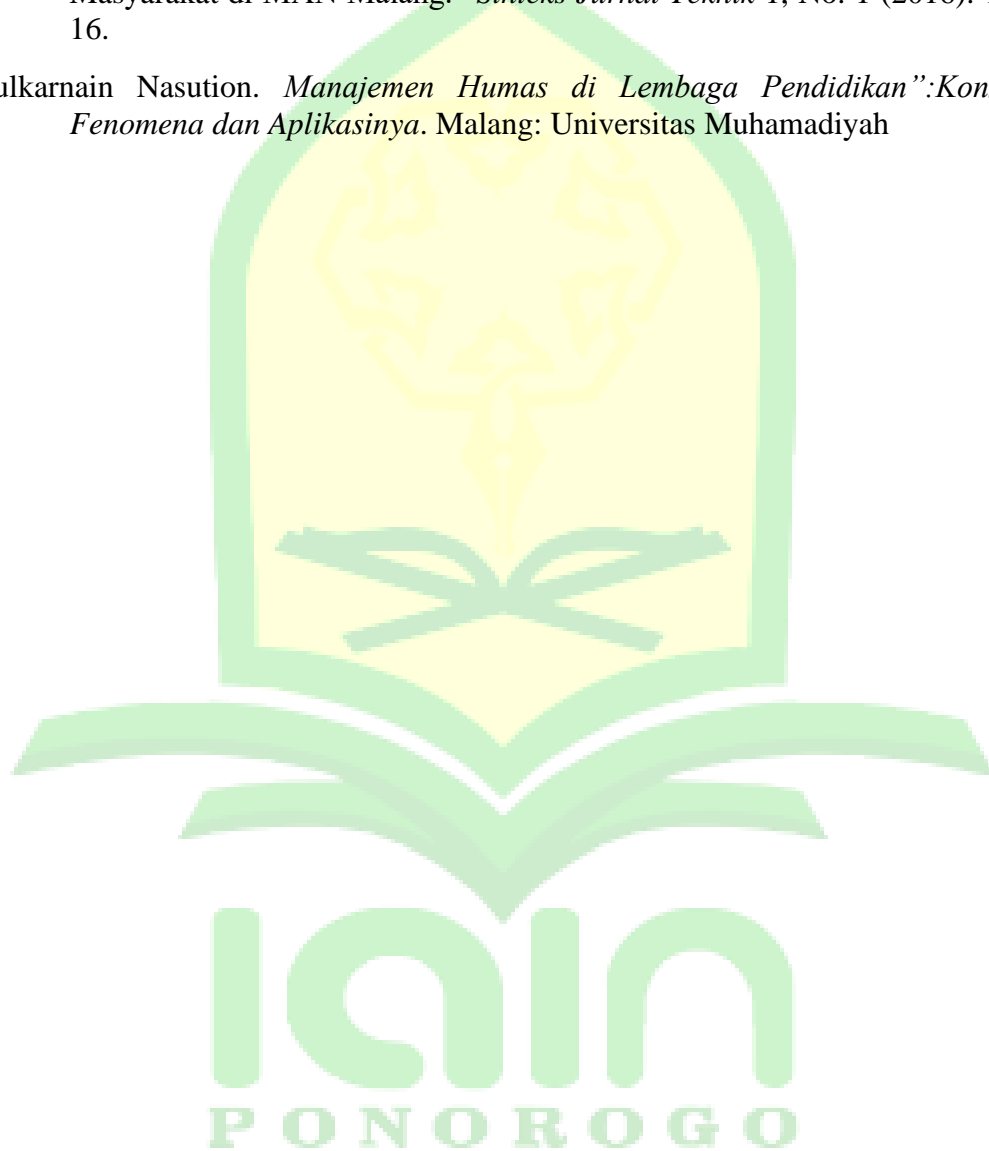 Masyarakat di MAN Malang." Sinteks Jurnal Teknik 1, No. 1 (2016):
16.
ulkarnain Nasution. Manajemen Humas di Lembaga Pendidikan”:Kon
Fenomena dan Aplikasinya. Malang: Universitas Muhamadiyah
iain
PONOROGO